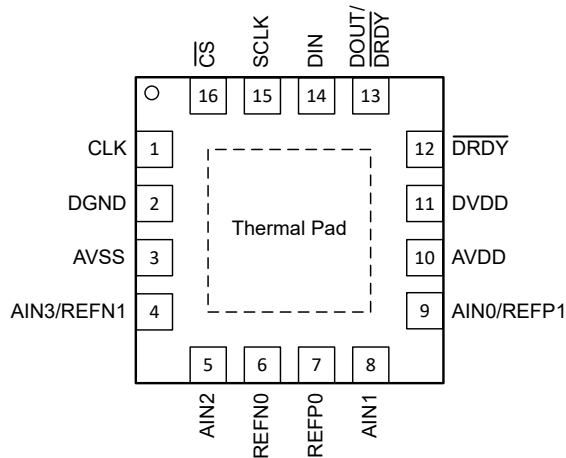 CS
SCLK
DIN
DOUT/
DRDY
16
15
14
13
CLK
1
12
DRDY
DGND
2
11
DVDD
Thermal Pad
AVSS
3
10
AVDD
AIN3/REFN1
4
9
AIN0/REFP1
5
6
7
8
AIN2
REFN0
REFP0
AIN1